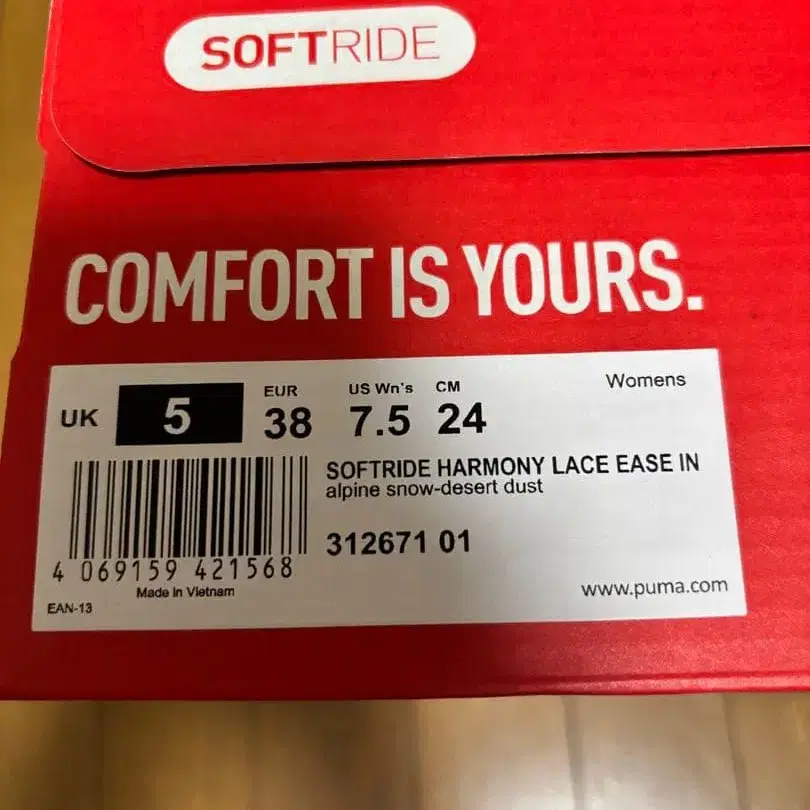 SOFTRIDE
COMFORT IS YOURS.
UK 5 EUR 38 US Wn's 7.5 CM 24 Womens
SOFTRIDE HARMONY LACE EASE IN
alpine snow-desert dust
312671 01
4 069159 421568
Made In Vietnam
EAN-13
www.puma.com